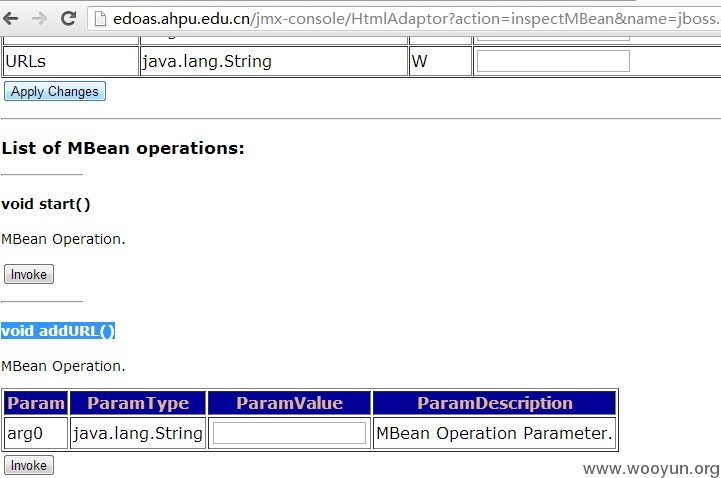 edoas.ahpu.edu.cn/jmx-console/HtmlAdaptor?action=inspectMBean&name=jboss.
URLs java.lang.String W
Apply Changes
List of MBean operations:
void start()
MBean Operation.
Invoke
void addURL()
MBean Operation.
Param ParamType ParamValue ParamDescription
arg0 java.lang.String MBean Operation Parameter.
Invoke
www.wooyun.org